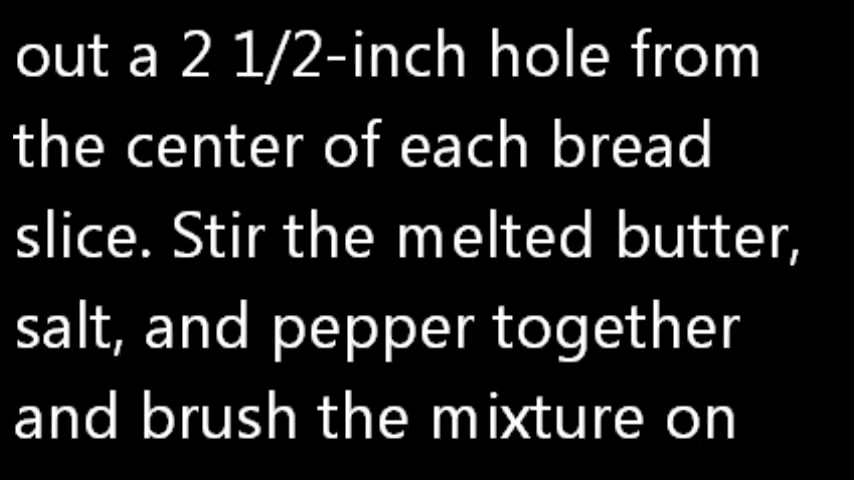 out a 2 1/2-inch hole from
the center of each bread
slice. Stir the melted butter,
salt, and pepper together
and brush the mixture on